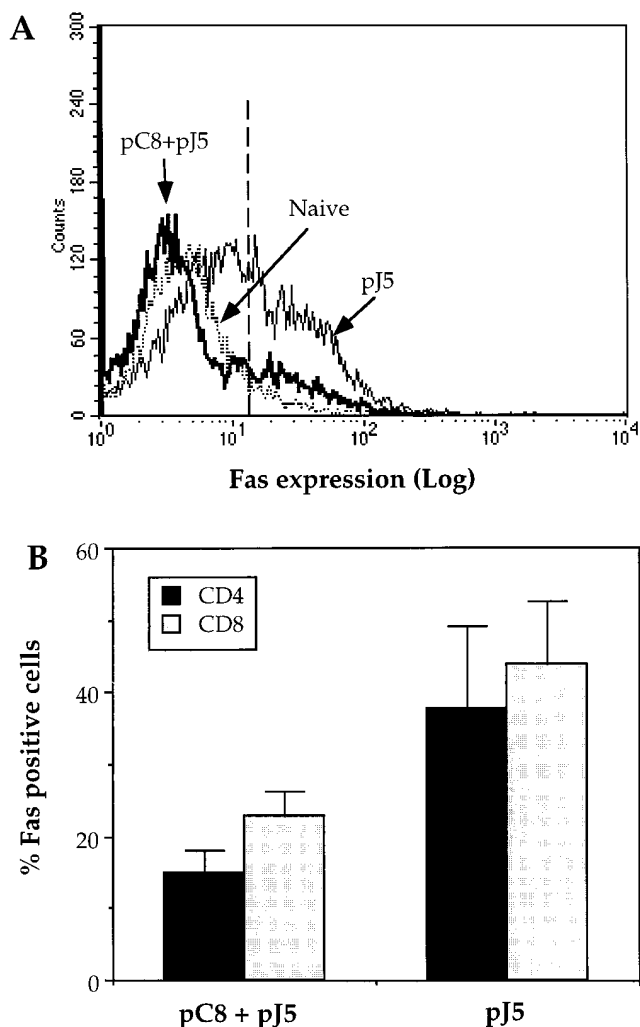 A
300
240
180
120
60
0
Counts
pC8+pJ5
Naive
pJ5
10^0 10^1 10^2 10^3 10^4
Fas expression (Log)
B
60
40
20
0
% Fas positive cells
CD4
CD8
pC8 + pJ5 pJ5